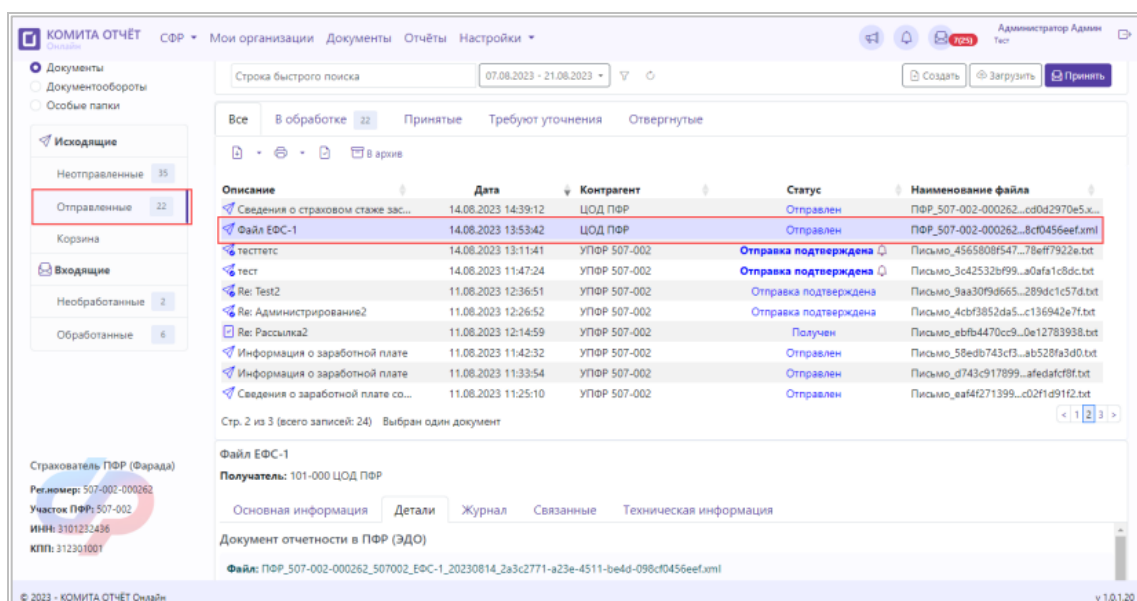 КОМИТА ОТЧЁТ
Онлайн
СФР Мои организации Документы Отчёты Настройки
7(25)
Администратор Админ
Тест
Документы
Документообороты
Особые папки
Строка быстрого поиска 07.08.2023 - 21.08.2023 Создать Загрузить Принять
Исходящие
Неотправленные 35
Отправленные 22
Корзина
Входящие
Необработанные 2
Обработанные 6
Все В обработке 22 Принятые Требуют уточнения Отвергнутые
В архив
Описание Дата Контрагент Статус Наименование файла
Сведения о страховом стаже зас... 14.08.2023 14:39:12 ЦОД ПФР Отправлен ПФР_507-002-000262...cd0d2970e5.x...
Файл ЕФС-1 14.08.2023 13:53:42 ЦОД ПФР Отправлен ПФР_507-002-000262...8cf0456eef.xml
тесттетс 14.08.2023 13:11:41 УПФР 507-002 Отправка подтверждена Письмо_4565808f547...78eff7922e.txt
тест 14.08.2023 11:47:24 УПФР 507-002 Отправка подтверждена Письмо_3c42532bf99...a0afa1c8dc.txt
Re: Test2 11.08.2023 12:36:51 УПФР 507-002 Отправка подтверждена Письмо_9aa30f9d665...289dc1c57d.txt
Re: Администрирование2 11.08.2023 12:26:52 УПФР 507-002 Отправка подтверждена Письмо_4cbf3852da5...c136942e7f.txt
Re: Рассылка2 11.08.2023 12:14:59 УПФР 507-002 Получен Письмо_ebfb4470cc9...0e12783938.txt
Информация о заработной плате 11.08.2023 11:42:32 УПФР 507-002 Отправлен Письмо_58edb743cf3...ab528fa3d0.txt
Информация о заработной плате 11.08.2023 11:33:54 УПФР 507-002 Отправлен Письмо_d743c917899...afedafcf8f.txt
Сведения о заработной плате со... 11.08.2023 11:25:10 УПФР 507-002 Отправлен Письмо_eaf4f271399...c02f1d91f2.txt
Стр. 2 из 3 (всего записей: 24) Выбран один документ < 1 2 3 >
Файл ЕФС-1
Получатель: 101-000 ЦОД ПФР
Основная информация Детали Журнал Связанные Техническая информация
Документ отчетности в ПФР (ЭДО)
Файл: ПФР_507-002-000262_507002_ЕФС-1_20230814_2a3c2771-a23e-4511-be4d-098cf0456eef.xml
Страхователь ПФР (Фарада)
Рег.номер: 507-002-000262
Участок ПФР: 507-002
ИНН: 3101232436
КПП: 312301001
© 2023 - КОМИТА ОТЧЁТ Онлайн v 1.0.1.20